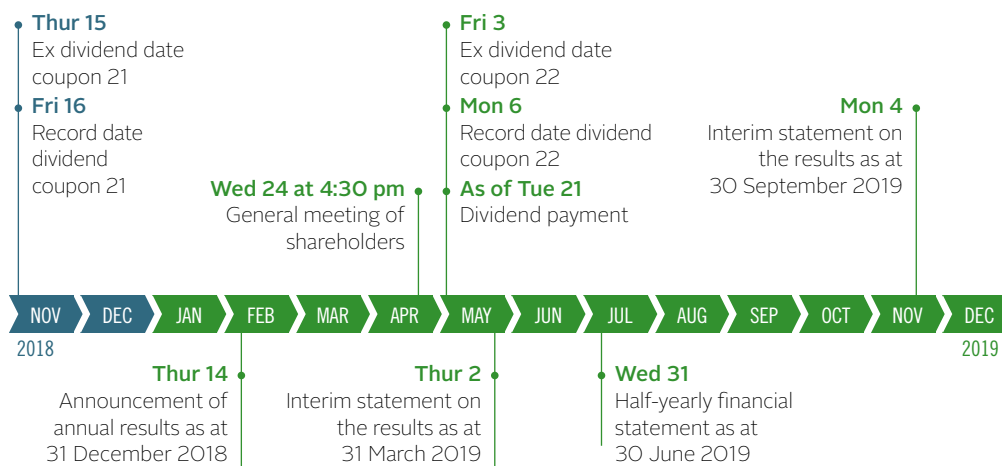 Thur 15
Ex dividend date
coupon 21
Fri 16
Record date
dividend
coupon 21
Wed 24 at 4:30 pm
General meeting of
shareholders
Fri 3
Ex dividend date
coupon 22
Mon 6
Record date dividend
coupon 22
As of Tue 21
Dividend payment
Mon 4
Interim statement on
the results as at
30 September 2019
NOV DEC JAN FEB MAR APR MAY JUN JUL AUG SEP OCT NOV DEC
2018 2019
Thur 14
Announcement of
annual results as at
31 December 2018
Thur 2
Interim statement on
the results as at
31 March 2019
Wed 31
Half-yearly financial
statement as at
30 June 2019